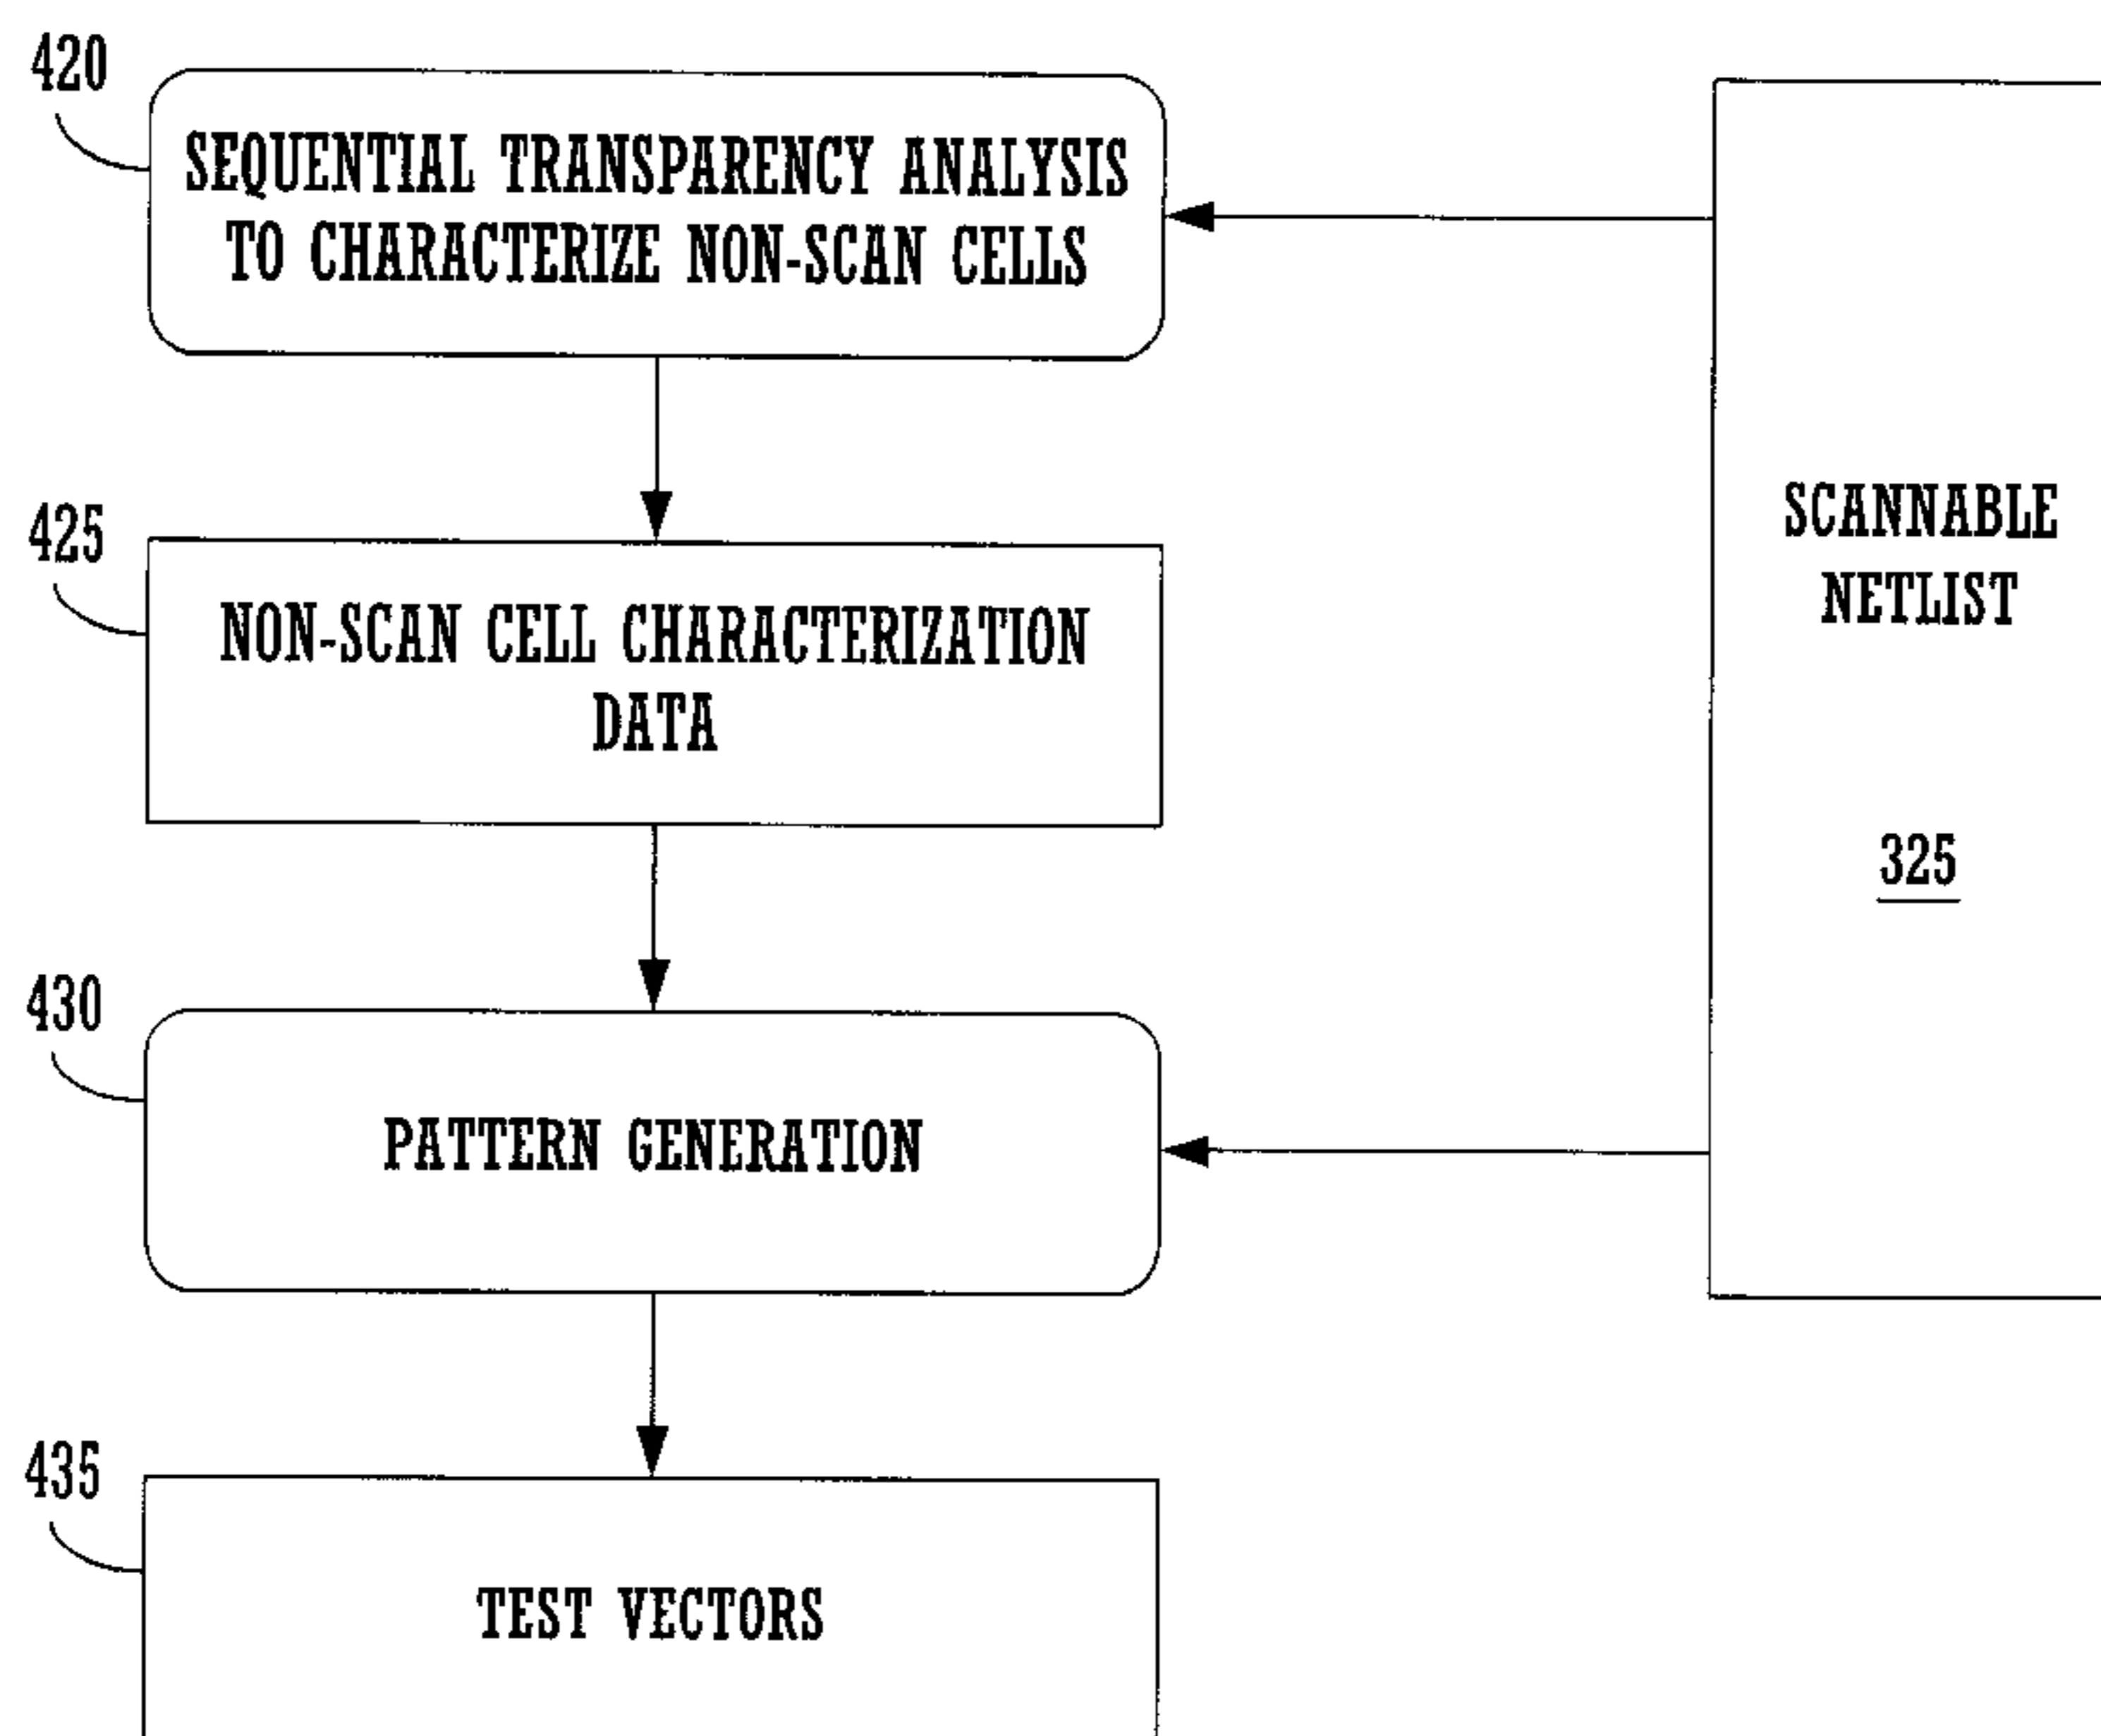 420
SEQUENTIAL TRANSPARENCY ANALYSIS
TO CHARACTERIZE NON-SCAN CELLS
425
NON-SCAN CELL CHARACTERIZATION
DATA
430
PATTERN GENERATION
435
TEST VECTORS
SCANNABLE
NETLIST
325